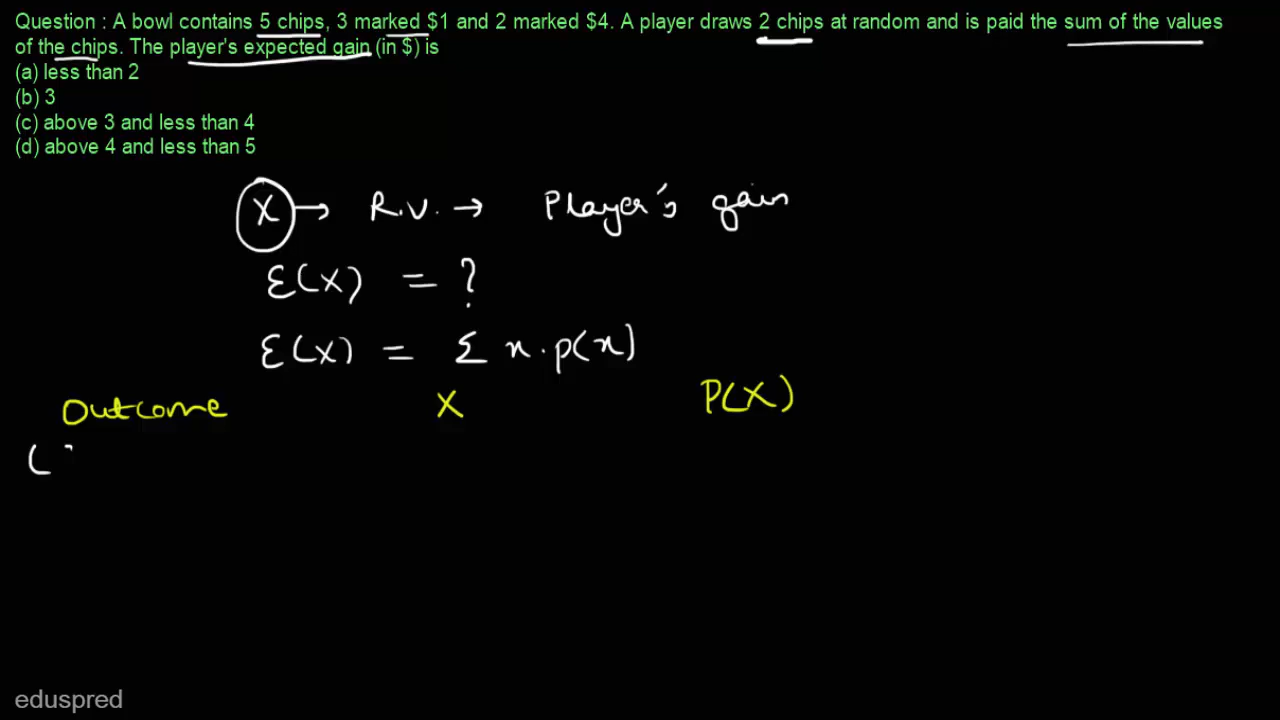 Question : A bowl contains 5 chips, 3 marked $1 and 2 marked $4. A player draws 2 chips at random and is paid the sum of the values
of the chips. The player's expected gain (in $) is
(a) less than 2
(b) 3
(c) above 3 and less than 4
(d) above 4 and less than 5
X → R.V. → Player's gain
E(X) = ?
E(X) = Σ x . p(x)
Outcome X P(X)
(
eduspred